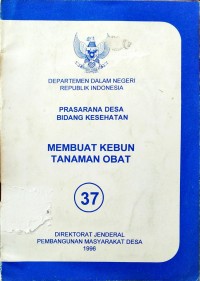 DEPARTEMEN DALAM NEGERI
REPUBLIK INDONESIA
PRASARANA DESA
BIDANG KESEHATAN
MEMBUAT KEBUN
TANAMAN OBAT
37
DIREKTORAT JENDERAL
PEMBANGUNAN MASYARAKAT DESA
1996